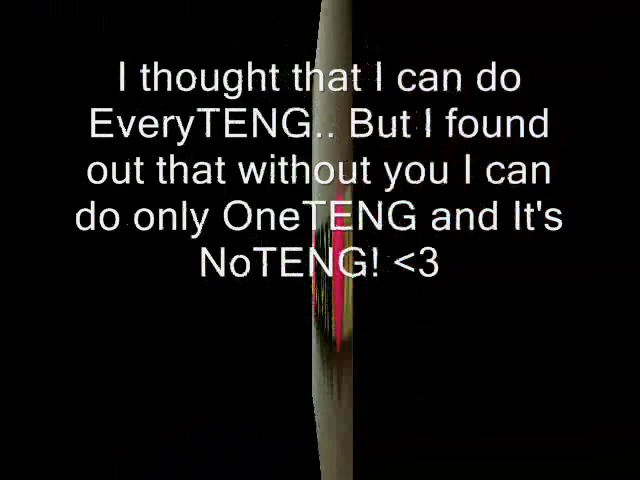 I thought that I can do
EveryTENG.. But I found
out that without you I can
do only OneTENG and It's
NoTENG! <3